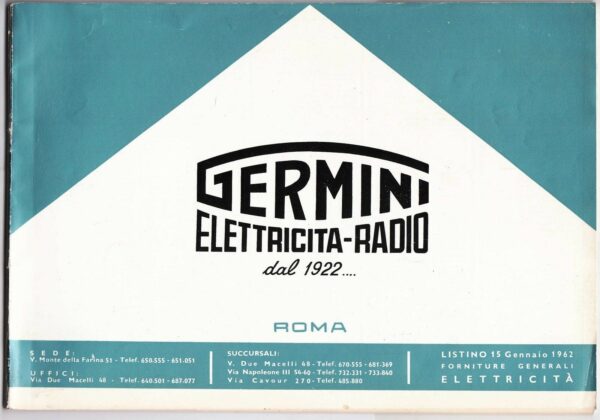 GERMINI
ELETTRICITA-RADIO
dal 1922....
ROMA
SEDE:
V. Monte della Farina 51 - Telef. 650-555 - 651-051
UFFICI:
Via Due Macelli 48 - Telef. 640-501 - 687-077
SUCCURSALI:
V. Due Macelli 48 - Telef. 670-555 - 681-369
Via Napoleone III 56-60 - Telef. 732-331 - 733-840
Via Cavour 270 - Telef. 485-880
LISTINO 15 Gennaio 1962
FORNITURE GENERALI
ELETTRICITÀ